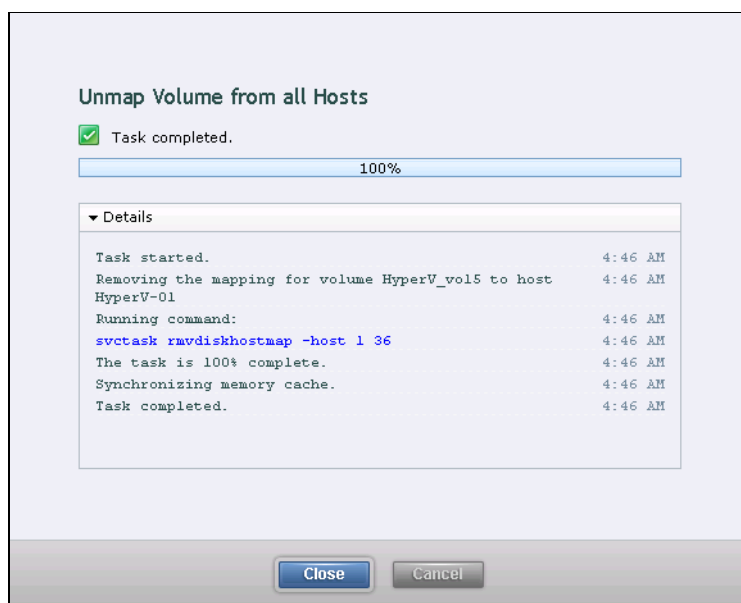 Unmap Volume from all Hosts
Task completed.
100%
Details
Task started. 4:46 AM
Removing the mapping for volume HyperV_vol5 to host 4:46 AM
HyperV-01
Running command: 4:46 AM
svctask rmvdiskhostmap -host 1 36 4:46 AM
The task is 100% complete. 4:46 AM
Synchronizing memory cache. 4:46 AM
Task completed. 4:46 AM
Close Cancel